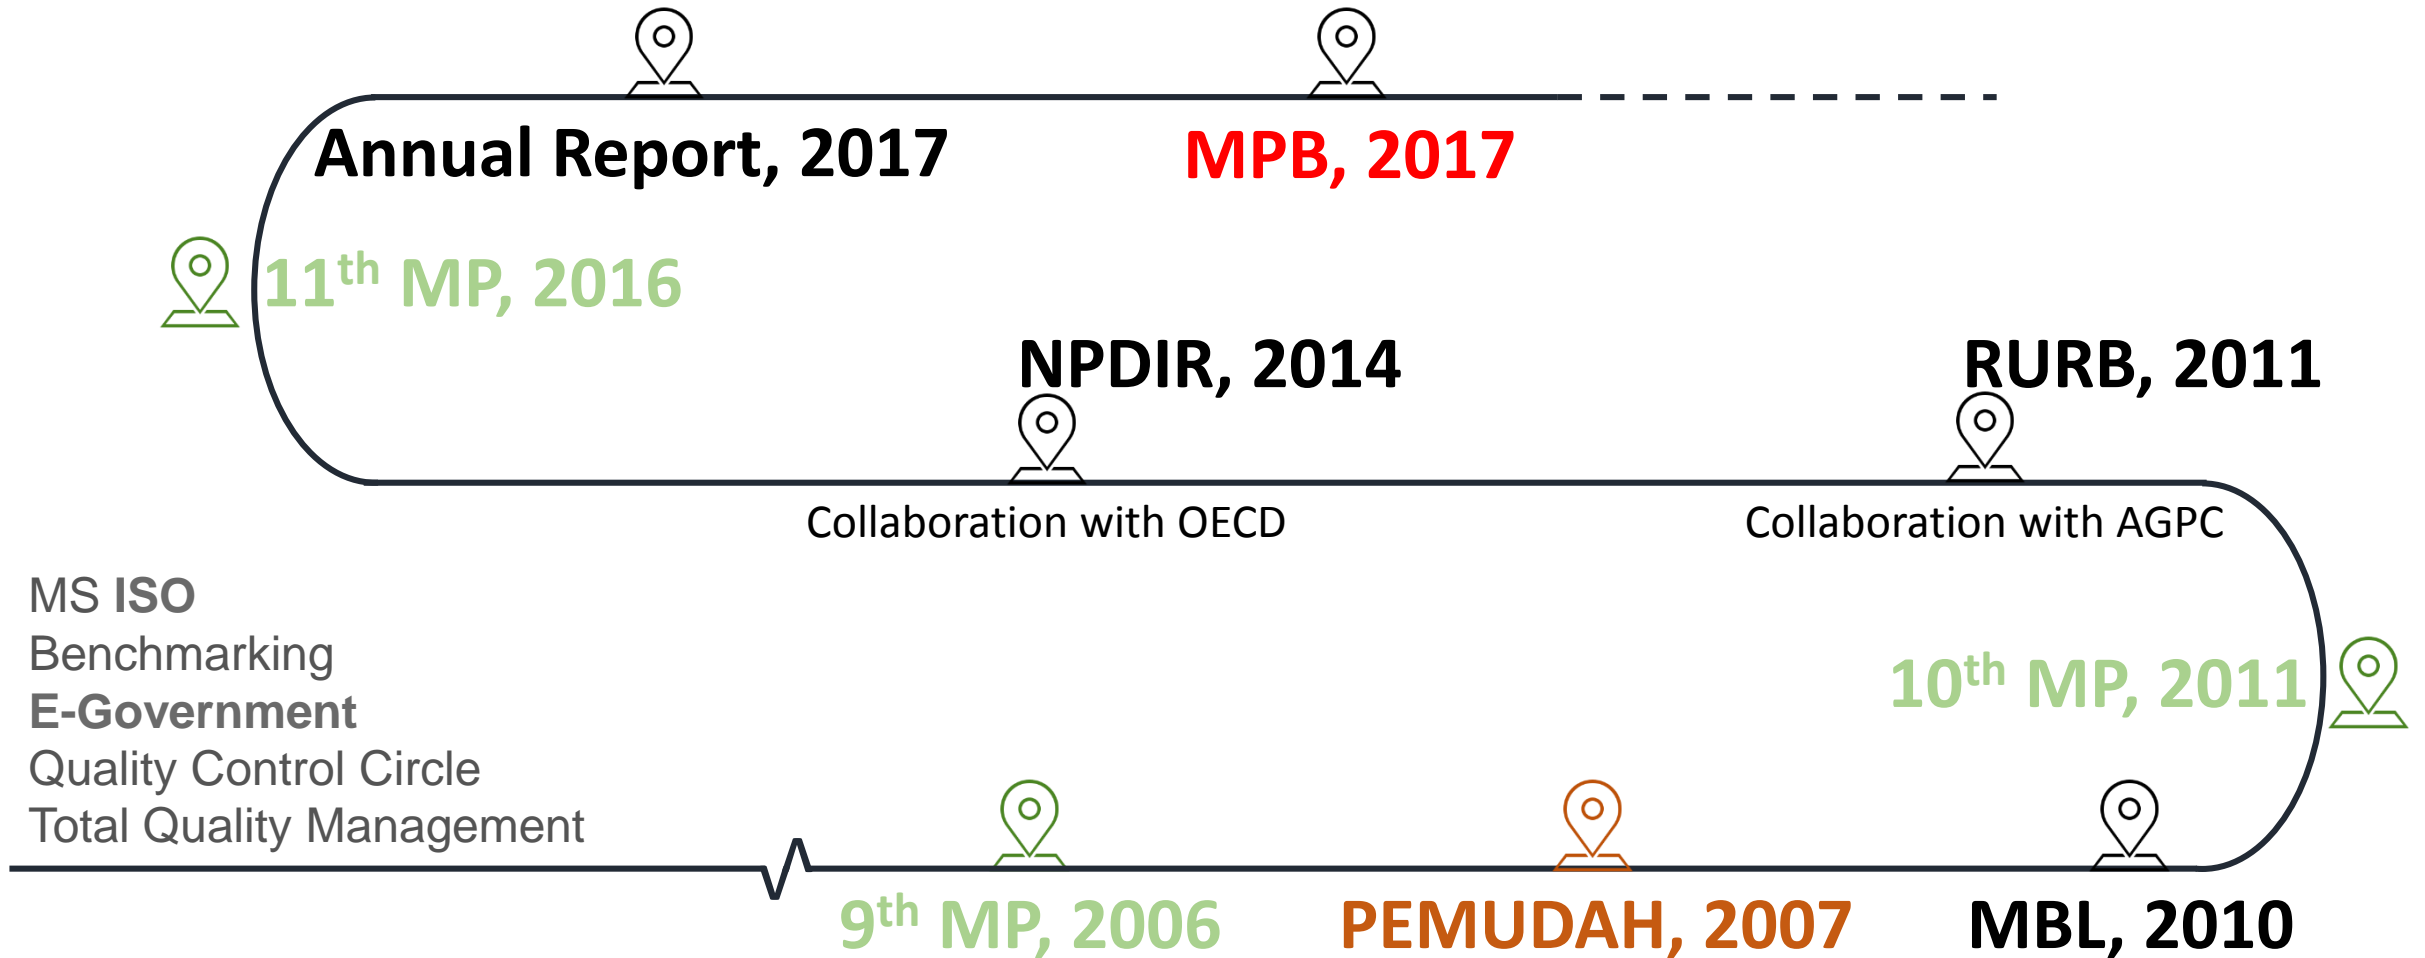 Annual Report, 2017
MPB, 2017
11th MP, 2016
NPDIR, 2014
RURB, 2011
Collaboration with OECD
Collaboration with AGPC
MS ISO
Benchmarking
E-Government
Quality Control Circle
Total Quality Management
10th MP, 2011
9th MP, 2006
PEMUDAH, 2007
MBL, 2010